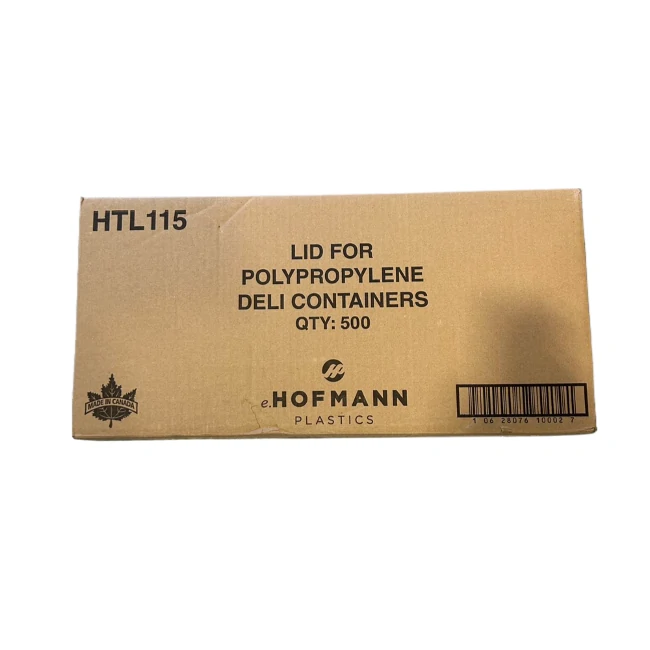 HTL115
LID FOR
POLYPROPYLENE
DELI CONTAINERS
QTY: 500
e.HOFMANN
PLASTICS
MADE IN CANADA
1 06 28076 10002 7